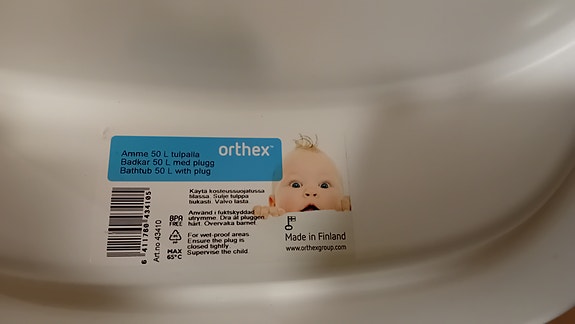 orthex™
Amme 50 L tulpalla
Badkar 50 L med plugg
Bathtub 50 L with plug
6 411760 434105
Art.no 43410
BPA
FREE
MAX
65°C
Käytä kosteussuojatussa
tilassa. Sulje tulppa
tiukasti. Valvo lasta.
Använd i fuktskyddad
utrymme. Dra åt pluggen
hårt. Övervaka barnet.
For wet-proof areas
Ensure the plug is
closed tightly
Supervise the child
Made in Finland
www.orthexgroup.com